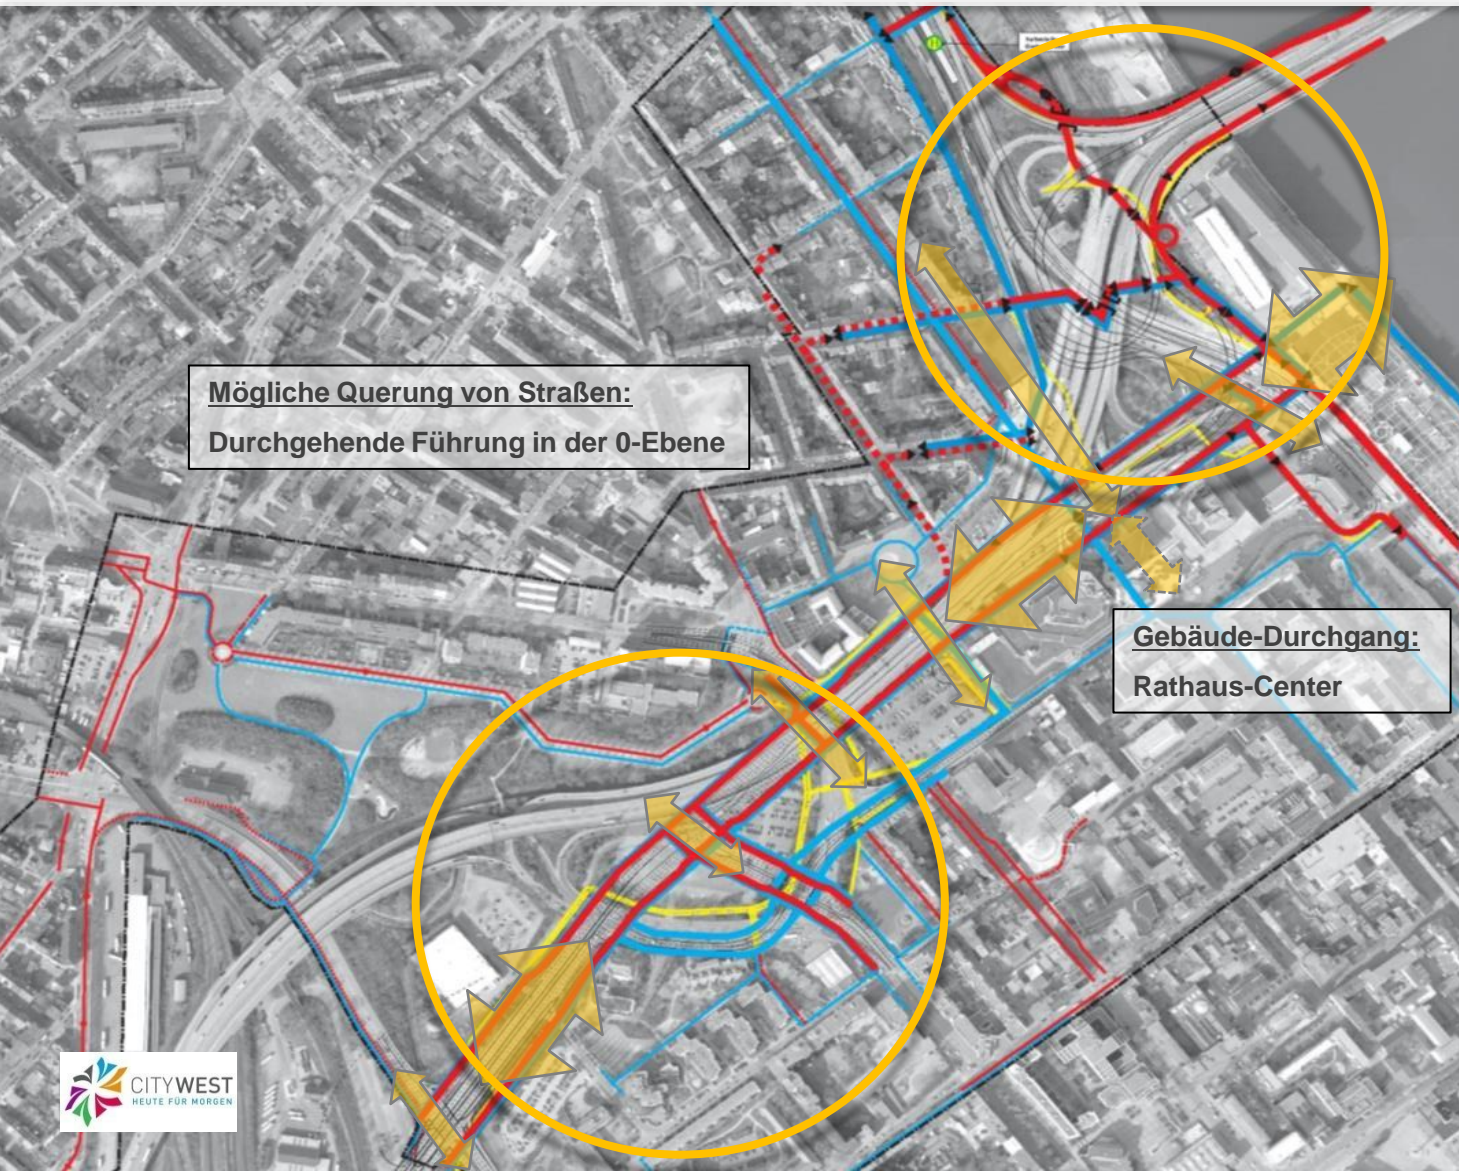 Mögliche Querung von Straßen:
Durchgehende Führung in der 0-Ebene
Gebäude-Durchgang:
Rathaus-Center
CITYWEST
HEUTE FÜR MORGEN